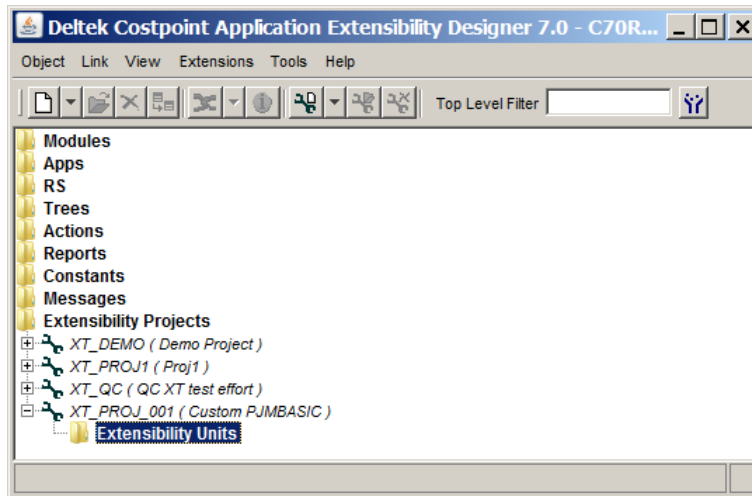 Deltek Costpoint Application Extensibility Designer 7.0 - C70R...
Object Link View Extensions Tools Help
Top Level Filter
Modules
Apps
RS
Trees
Actions
Reports
Constants
Messages
Extensibility Projects
XT_DEMO ( Demo Project )
XT_PROJ1 ( Proj1 )
XT_QC ( QC XT test effort )
XT_PROJ_001 ( Custom PJMBASIC )
Extensibility Units